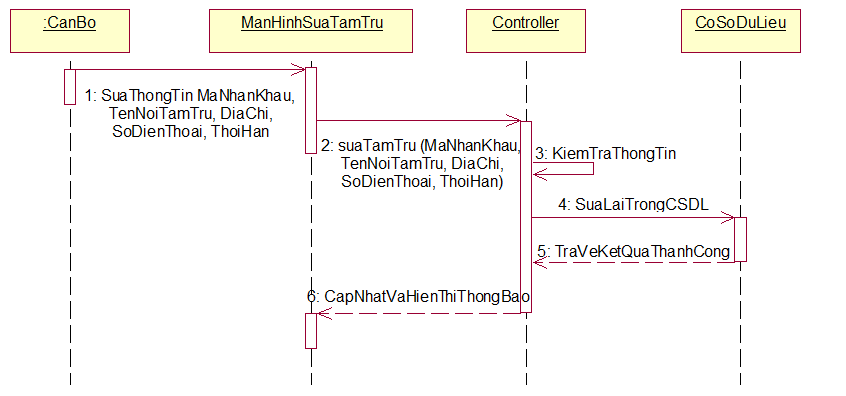 :CanBo
ManHinhSuaTamTru
Controller
CoSoDuLieu
1: SuaThongTin MaNhanKhau,
TenNoiTamTru, DiaChi,
SoDienThoai, ThoiHan
2: suaTamTru (MaNhanKhau,
TenNoiTamTru, DiaChi,
SoDienThoai, ThoiHan)
3: KiemTraThongTin
4: SuaLaiTrongCSDL
5: TraVeKetQuaThanhCong
6: CapNhatVaHienThiThongBao